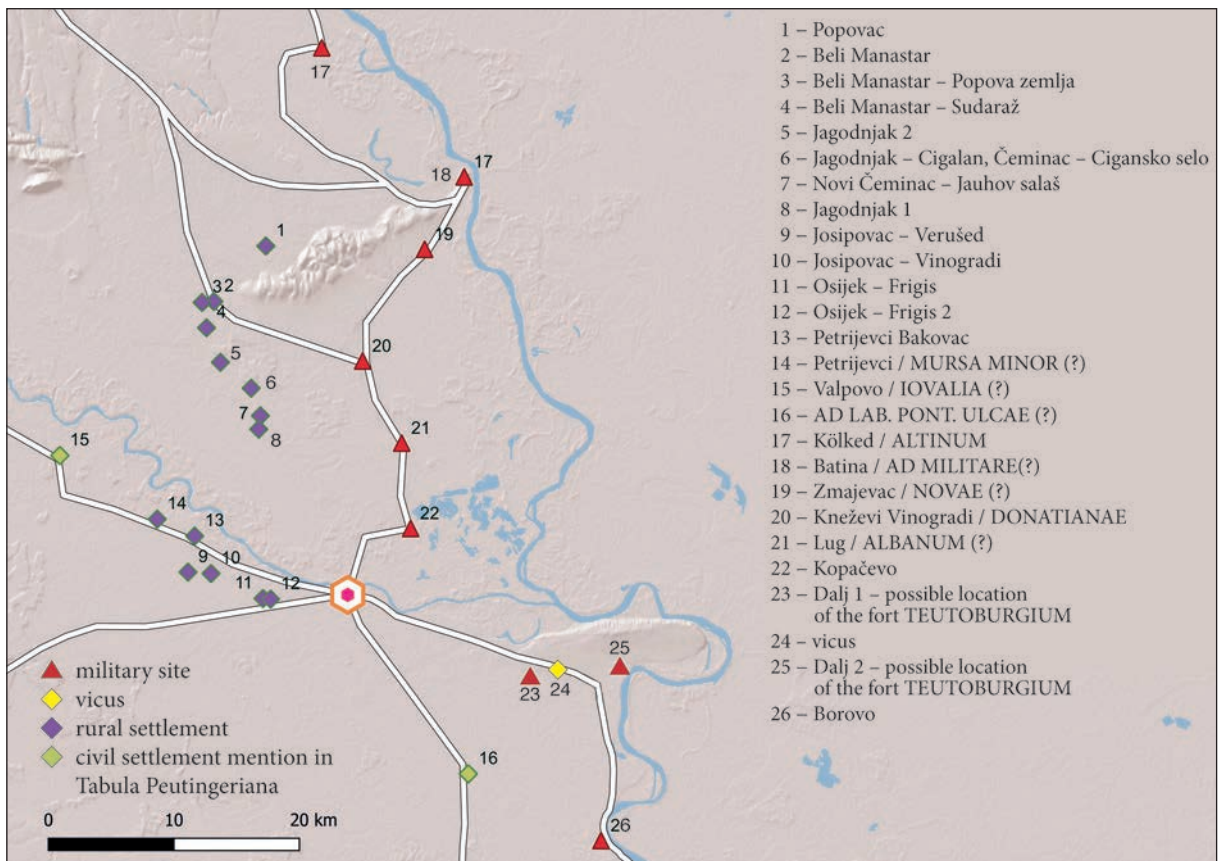 1 – Popovac
2 – Beli Manastar
3 – Beli Manastar – Popova zemlja
4 – Beli Manastar – Sudaraž
5 – Jagodnjak 2
6 – Jagodnjak – Cigalan, Čeminac – Cigansko selo
7 – Novi Čeminac – Jauhov salaš
8 – Jagodnjak 1
9 – Josipovac – Verušed
10 – Josipovac – Vinogradi
11 – Osijek – Frigis
12 – Osijek – Frigis 2
13 – Petrijevci Bakovac
14 – Petrijevci / MURSA MINOR (?)
15 – Valpovo / IOVALIA (?)
16 – AD LAB. PONT. ULCAE (?)
17 – Kölked / ALTINUM
18 – Batina / AD MILITARE(?)
19 – Zmajevac / NOVAE (?)
20 – Kneževi Vinogradi / DONATIANAE
21 – Lug / ALBANUM (?)
22 – Kopačevo
23 – Dalj 1 – possible location
of the fort TEUTOBURGIUM
24 – vicus
25 – Dalj 2 – possible location
of the fort TEUTOBURGIUM
26 – Borovo
17
17
18
19
1
32
4
20
5
6
7
8
21
15
14
13
22
9 10
11 12
25
23 24
16
26
military site
vicus
rural settlement
civil settlement mention in
Tabula Peutingeriana
0 10 20 km